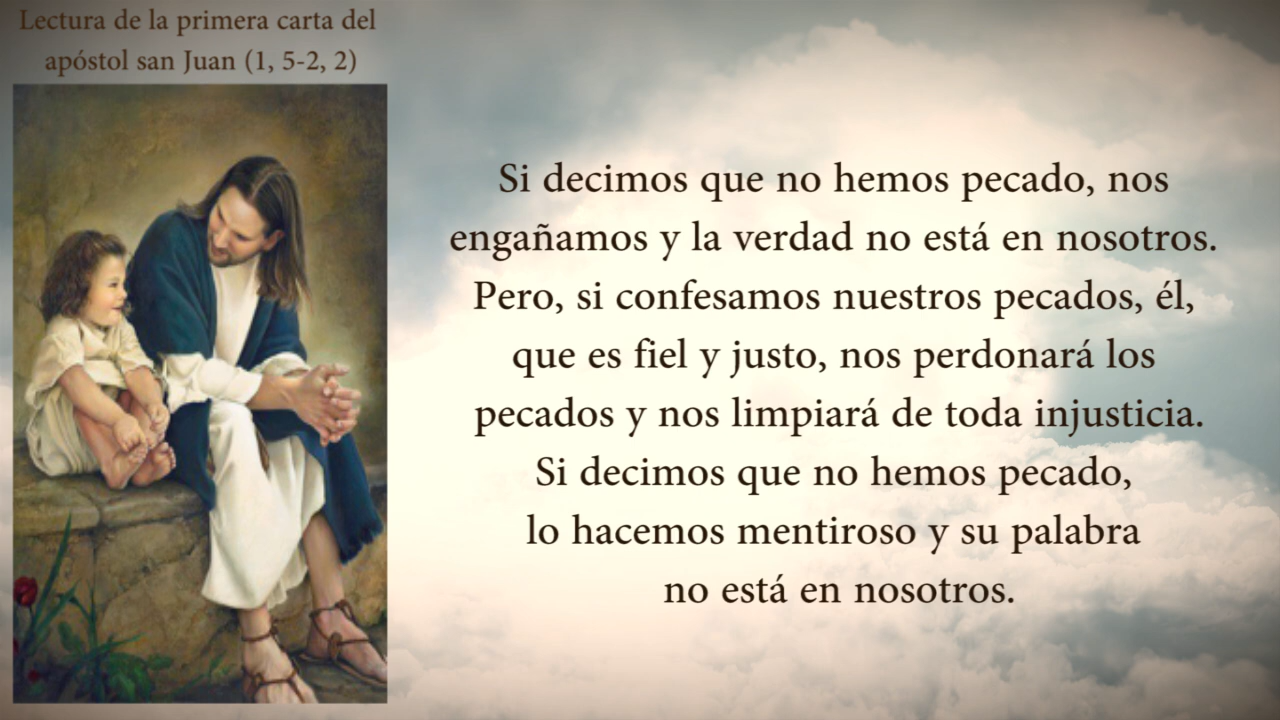 Lectura de la primera carta del
apóstol san Juan (1, 5-2, 2)
Si decimos que no hemos pecado, nos
engañamos y la verdad no está en nosotros.
Pero, si confesamos nuestros pecados, él,
que es fiel y justo, nos perdonará los
pecados y nos limpiará de toda injusticia.
Si decimos que no hemos pecado,
lo hacemos mentiroso y su palabra
no está en nosotros.